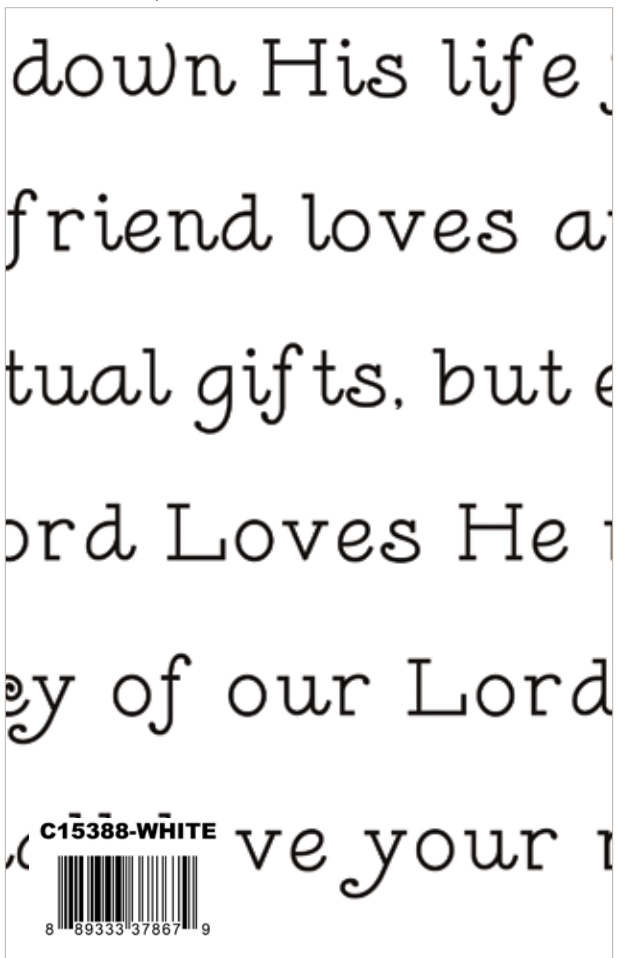 down His life
friend loves
tual gifts, but
ord Loves He
ey of our Lord
ve your
C15388-WHITE
8 89333 37867 9